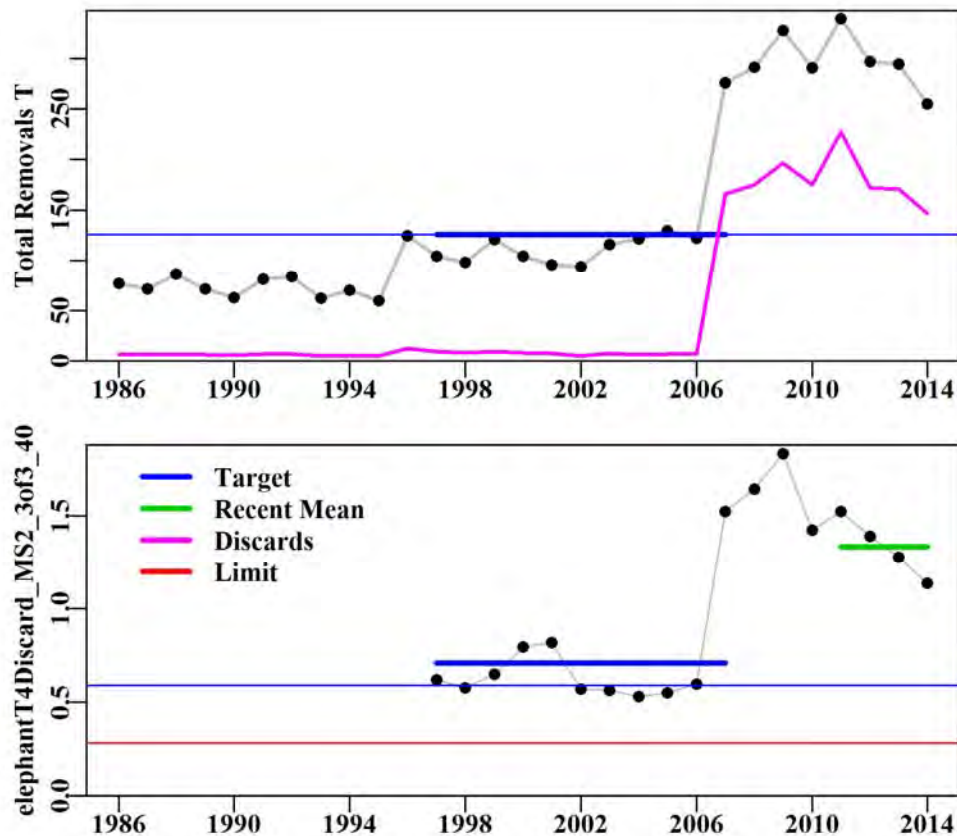 Total Removals T
250
150
50
0
1986 1990 1994 1998 2002 2006 2010 2014
elephantT4Discard_MS2_3of3_40
1.5
1.0
0.5
0.0
Target
Recent Mean
Discards
Limit
1986 1990 1994 1998 2002 2006 2010 2014